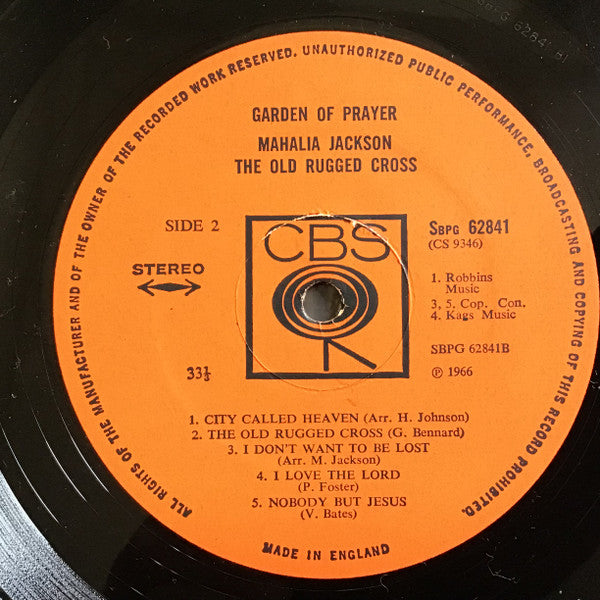 SBPG 62841 B1
ALL RIGHTS OF THE MANUFACTURER AND OF THE OWNER OF THE RECORDED WORK RESERVED. UNAUTHORIZED PUBLIC PERFORMANCE, BROADCASTING AND COPYING OF THIS RECORD PROHIBITED.
GARDEN OF PRAYER
MAHALIA JACKSON
THE OLD RUGGED CROSS
SIDE 2
CBS
SBPG 62841
(CS 9346)
STEREO
1. Robbins
Music
3, 5. Cop. Con.
4. Kags Music
SBPG 62841B
33⅓
℗ 1966
1. CITY CALLED HEAVEN (Arr. H. Johnson)
2. THE OLD RUGGED CROSS (G. Bennard)
3. I DON'T WANT TO BE LOST
(Arr. M. Jackson)
4. I LOVE THE LORD
(P. Foster)
5. NOBODY BUT JESUS
(V. Bates)
MADE IN ENGLAND